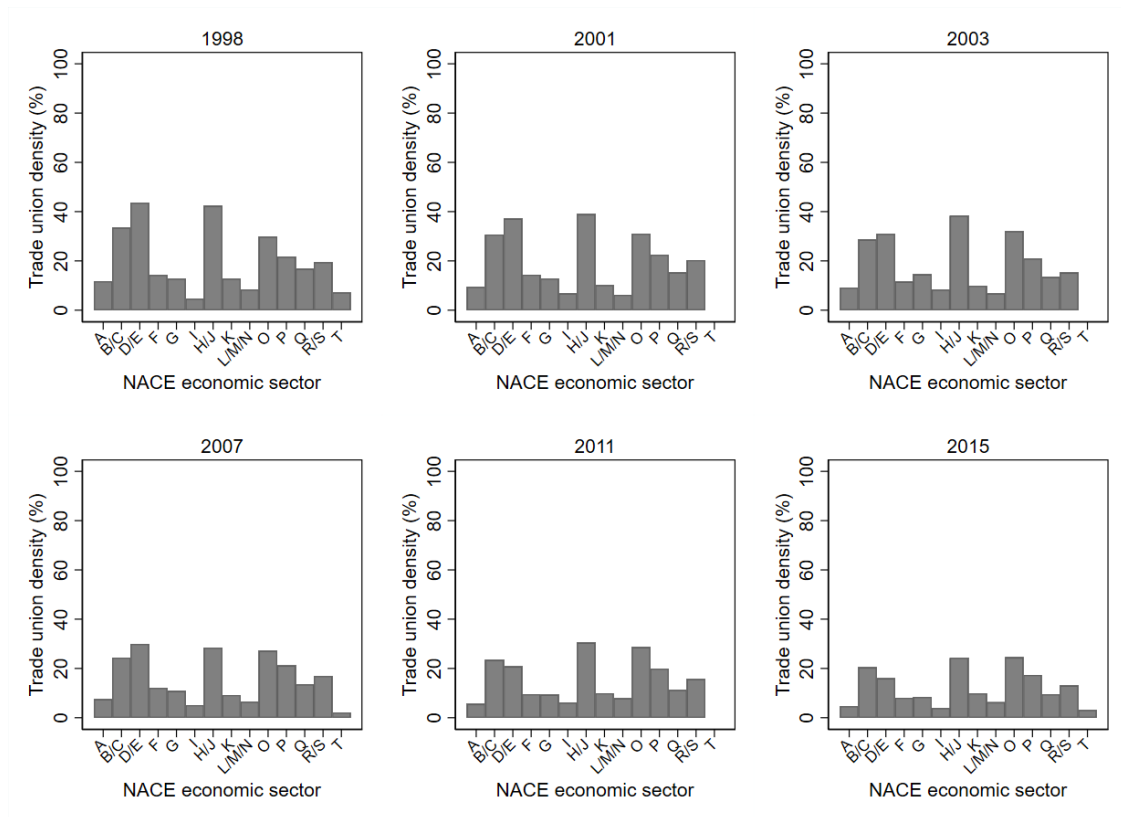 1998
Trade union density (%)
100
80
60
40
20
0
A B/C D/E F G I H/J K L/M/N O P Q R/S T
NACE economic sector
2001
Trade union density (%)
100
80
60
40
20
0
A B/C D/E F G I H/J K L/M/N O P Q R/S T
NACE economic sector
2003
Trade union density (%)
100
80
60
40
20
0
A B/C D/E F G I H/J K L/M/N O P Q R/S T
NACE economic sector
2007
Trade union density (%)
100
80
60
40
20
0
A B/C D/E F G I H/J K L/M/N O P Q R/S T
NACE economic sector
2011
Trade union density (%)
100
80
60
40
20
0
A B/C D/E F G I H/J K L/M/N O P Q R/S T
NACE economic sector
2015
Trade union density (%)
100
80
60
40
20
0
A B/C D/E F G I H/J K L/M/N O P Q R/S T
NACE economic sector